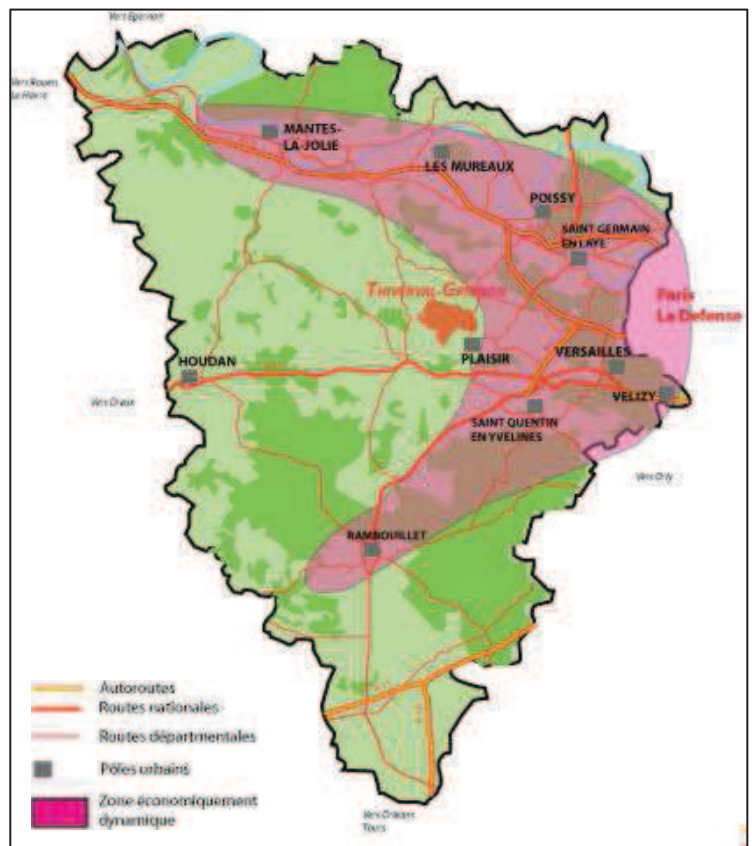 Vers Epernon
Vers Rouen
Le Havre
MANTES-
LA-JOLIE
LES MUREAUX
POISSY
SAINT GERMAIN
EN LAYE
THIVERVAL-GRIGNON
Paris
La Defense
HOUDAN
PLAISIR
VERSAILLES
VELIZY
Vers Dreux
SAINT QUENTIN
EN YVELINES
Vers Orly
RAMBOUILLET
Autoroutes
Routes nationales
Routes départementales
Pôles urbains
Zone économiquement
dynamique
Vers Orléans
Tours